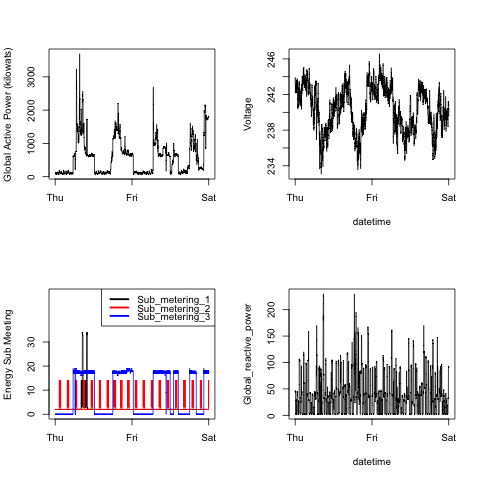 Global Active Power (kilowats)
0
1000
2000
3000
Thu
Fri
Sat
Voltage
234
238
242
246
Thu
Fri
Sat
datetime
Energy Sub Meeting
0
10
20
30
Sub_metering_1
Sub_metering_2
Sub_metering_3
Thu
Fri
Sat
Global_reactive_power
0
50
100
150
200
Thu
Fri
Sat
datetime